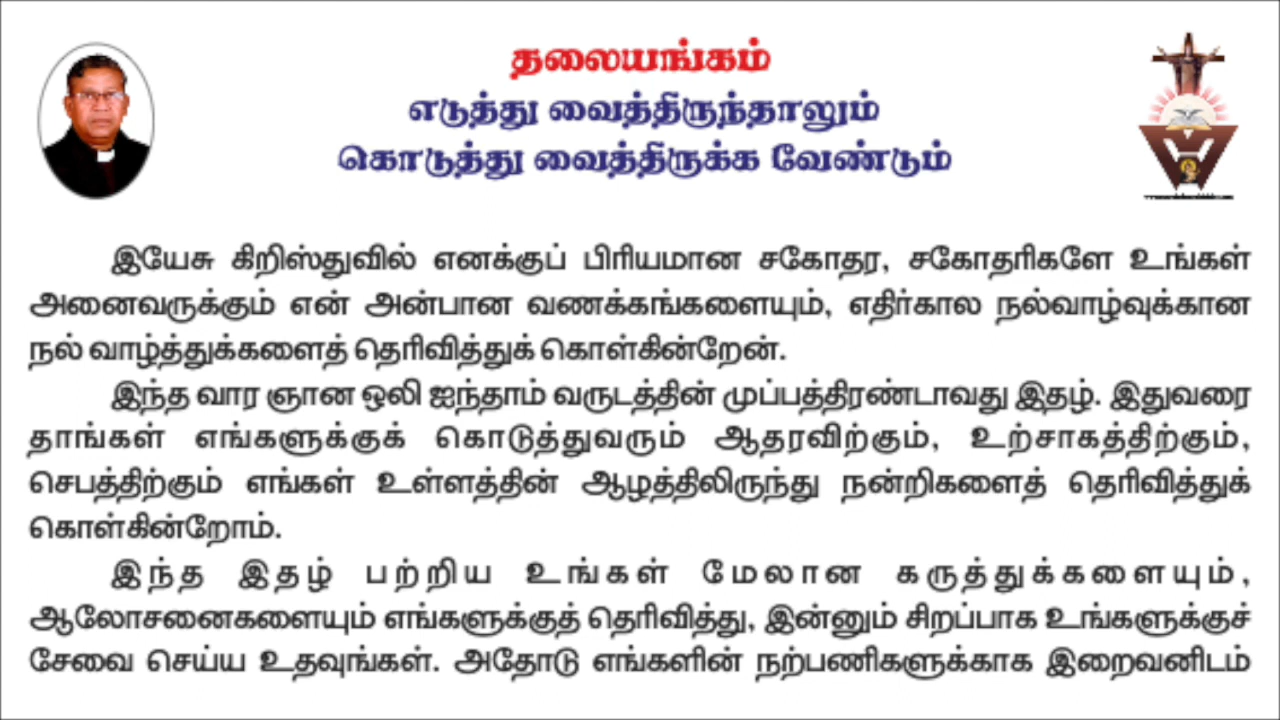 தலையங்கம்
எடுத்து வைத்திருந்தாலும்
கொடுத்து வைத்திருக்க வேண்டும்
இயேசு கிறிஸ்துவில் எனக்குப் பிரியமான சகோதர, சகோதரிகளே உங்கள்
அனைவருக்கும் என் அன்பான வணக்கங்களையும், எதிர்கால நல்வாழ்வுக்கான
நல் வாழ்த்துக்களைத் தெரிவித்துக் கொள்கின்றேன்.
இந்த வார ஞான ஒலி ஐந்தாம் வருடத்தின் முப்பத்திரண்டாவது இதழ். இதுவரை
தாங்கள் எங்களுக்குக் கொடுத்துவரும் ஆதரவிற்கும், உற்சாகத்திற்கும்,
செபத்திற்கும் எங்கள் உள்ளத்தின் ஆழத்திலிருந்து நன்றிகளைத் தெரிவித்துக்
கொள்கின்றோம்.
இந்த இதழ் பற்றிய உங்கள் மேலான கருத்துக்களையும்,
ஆலோசனைகளையும் எங்களுக்குத் தெரிவித்து, இன்னும் சிறப்பாக உங்களுக்குச்
சேவை செய்ய உதவுங்கள். அதோடு எங்களின் நற்பணிகளுக்காக இறைவனிடம்